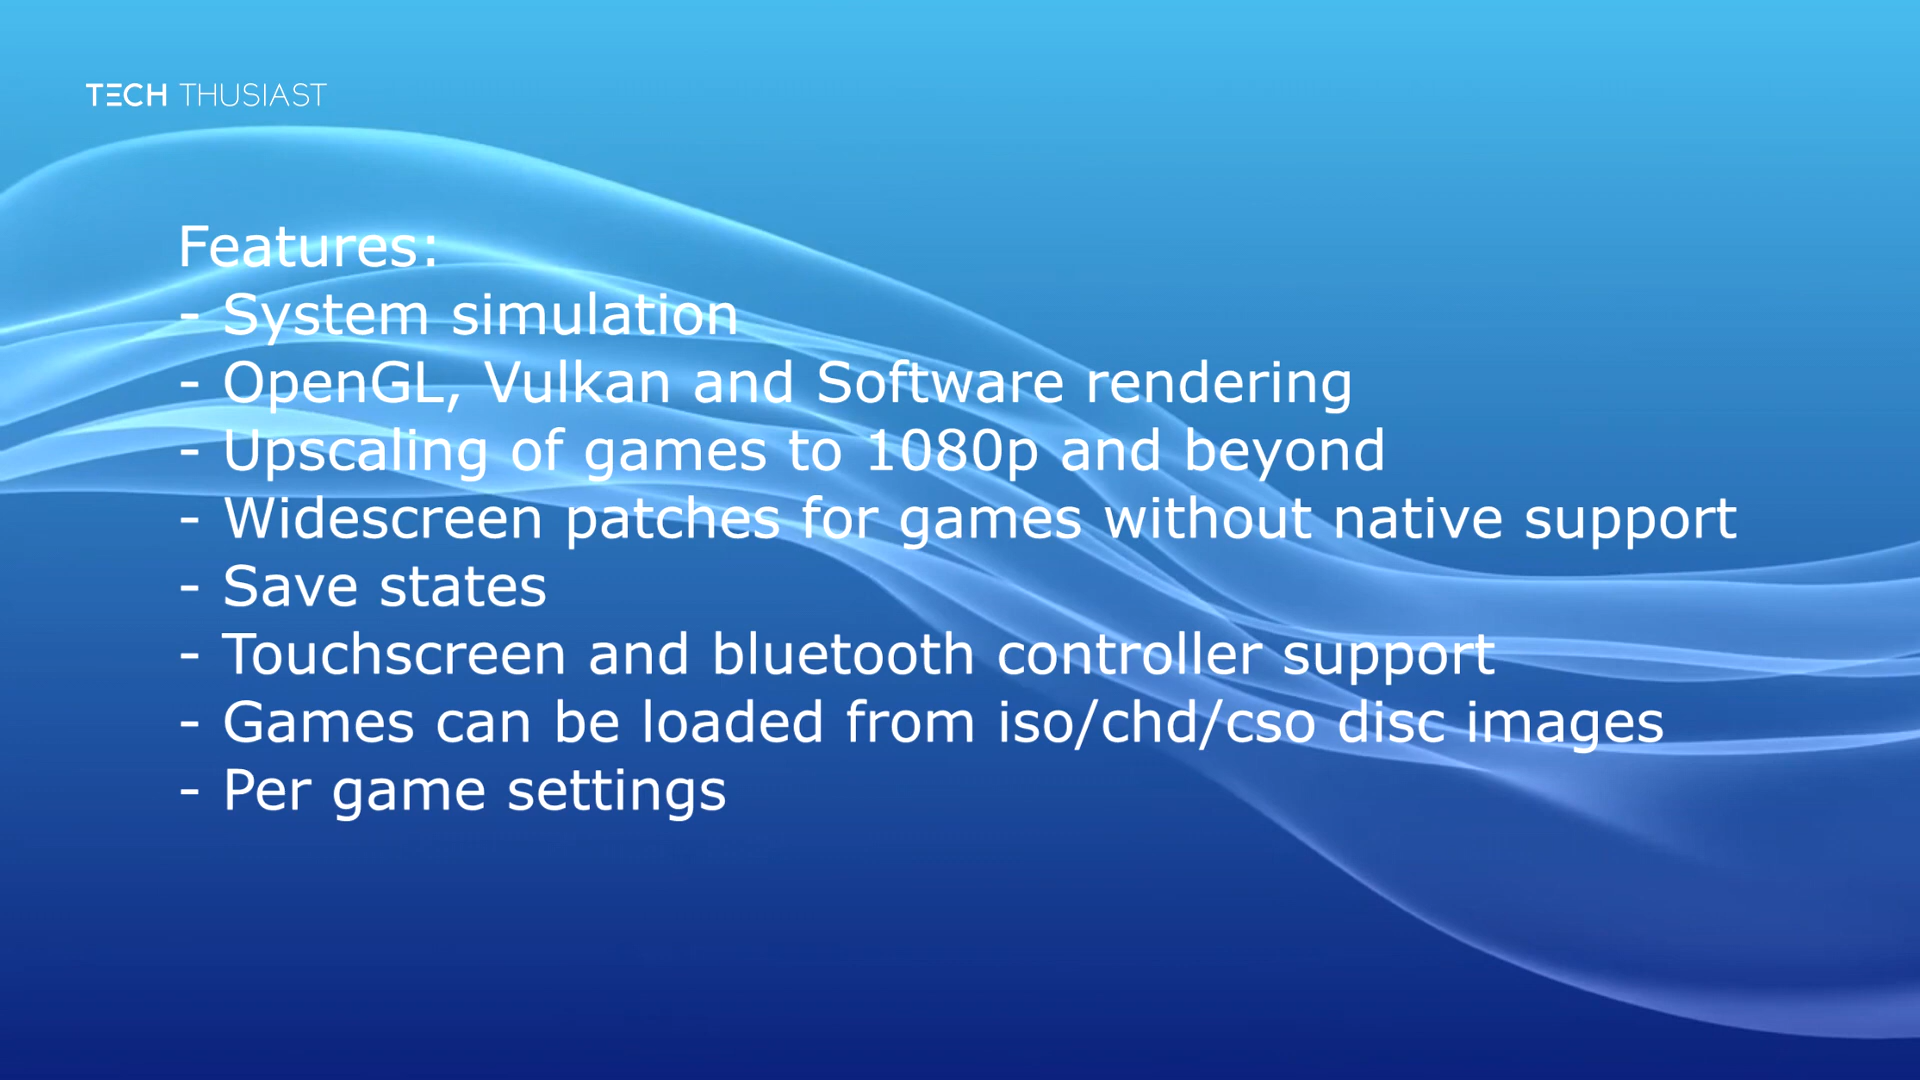 TECH THUSIAST
Features:
- System simulation
- OpenGL, Vulkan and Software rendering
- Upscaling of games to 1080p and beyond
- Widescreen patches for games without native support
- Save states
- Touchscreen and bluetooth controller support
- Games can be loaded from iso/chd/cso disc images
- Per game settings